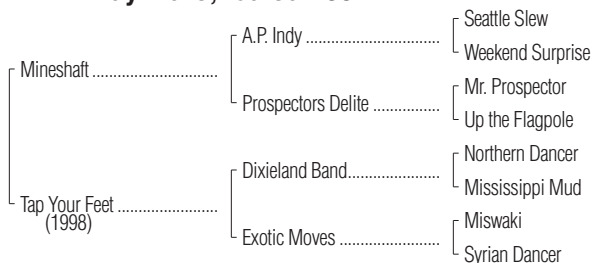 Seattle Slew
A.P. Indy ................................
Weekend Surprise
Mineshaft ..............................
Mr. Prospector
Prospectors Delite ................
Up the Flagpole
Northern Dancer
Dixieland Band......................
Mississippi Mud
Tap Your Feet ........................
(1998)
Miswaki
Exotic Moves ........................
Syrian Dancer